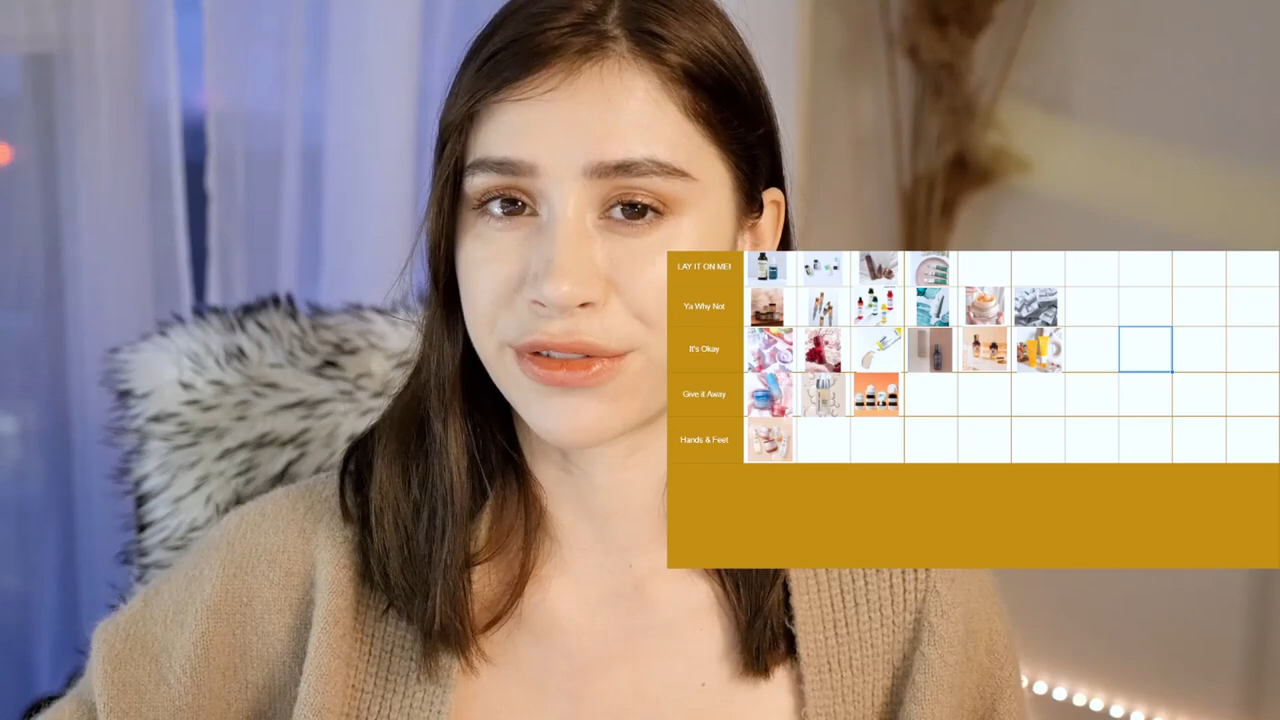 LAY IT ON ME!
Ya Why Not
It's Okay
Give it Away
Hands & Feet